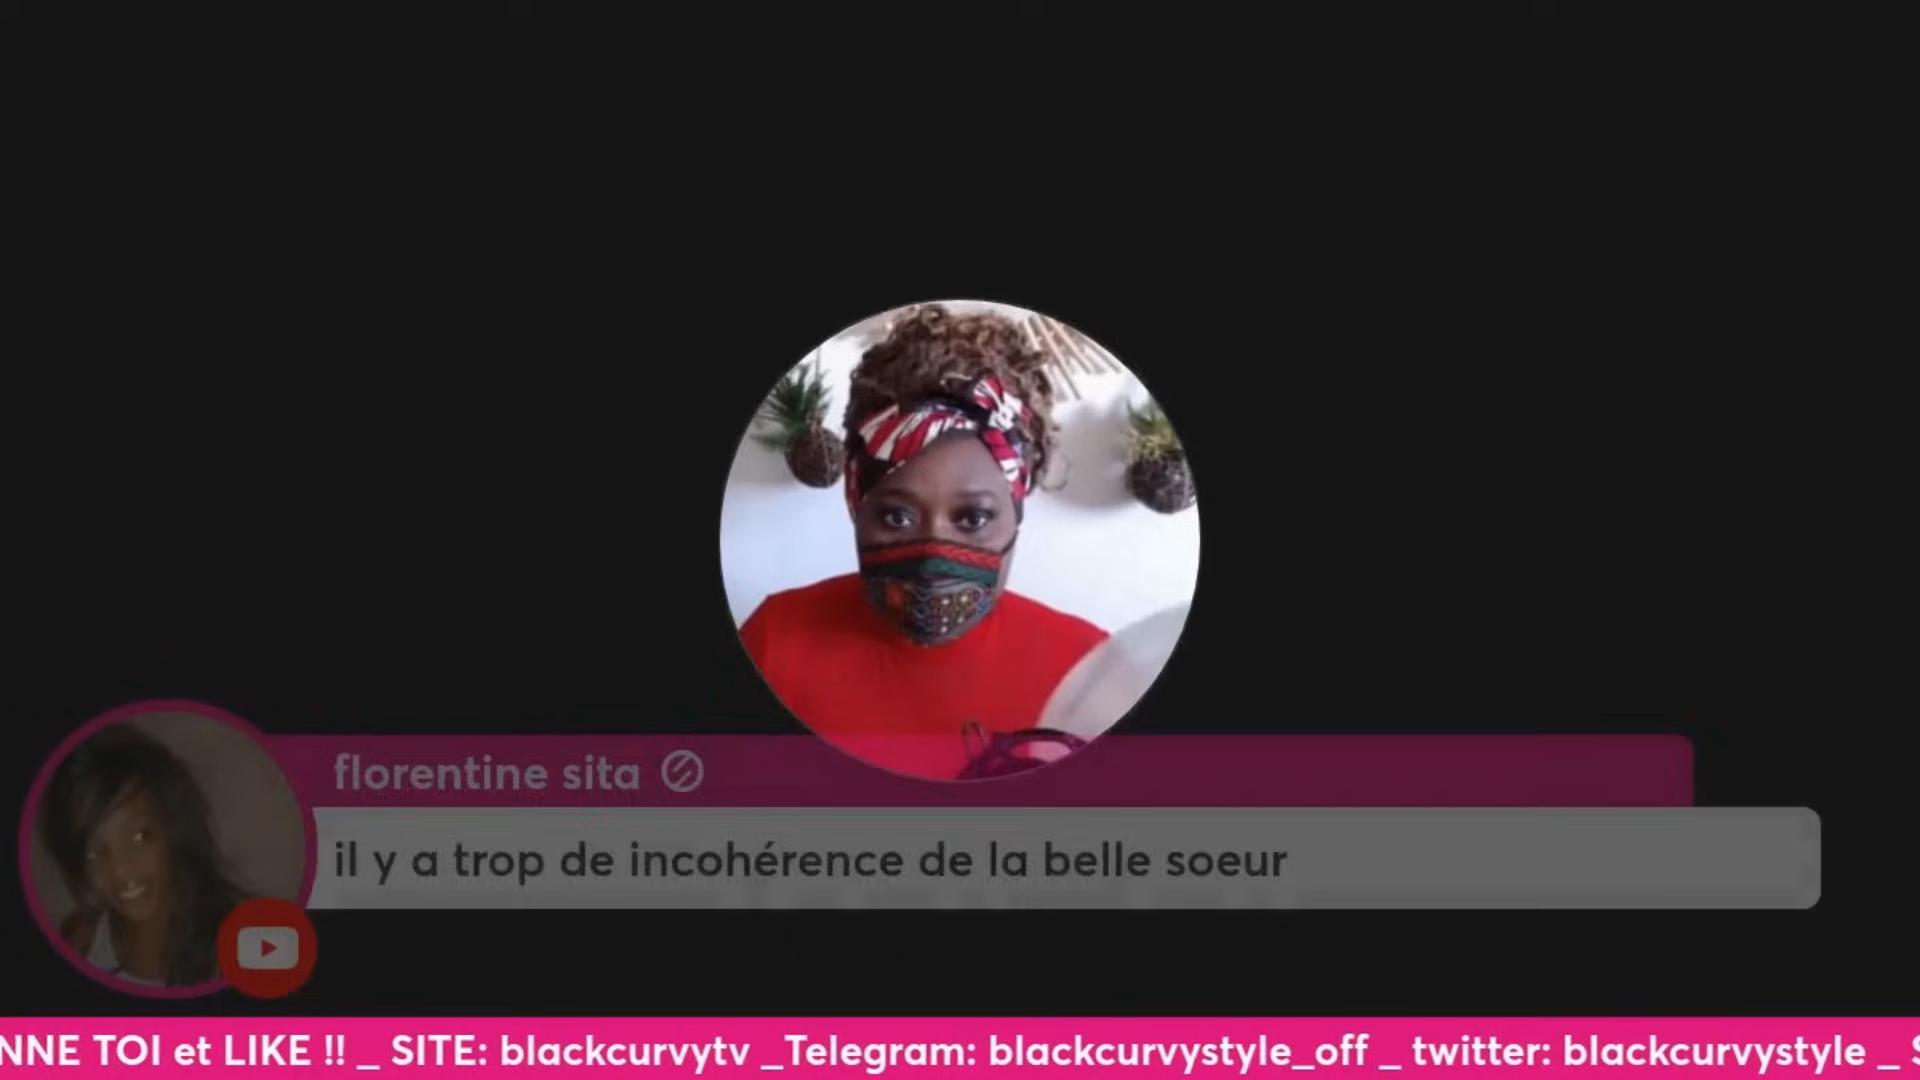 florentine sita
il y a trop de incohérence de la belle soeur
NNE TOI et LIKE !! _ SITE: blackcurvytv _Telegram: blackcurvystyle_off _ twitter: blackcurvystyle _ S